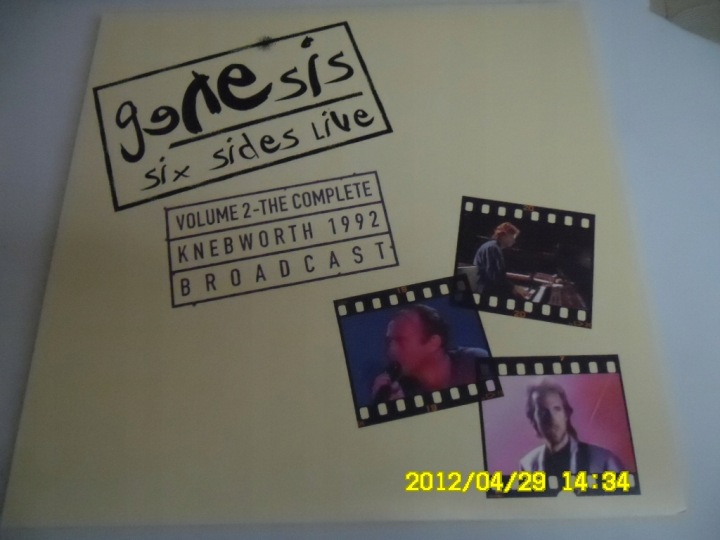 genesis
six sides Live
VOLUME 2-THE COMPLETE
KNEBWORTH 1992
BROADCAST
2012/04/29 14:34